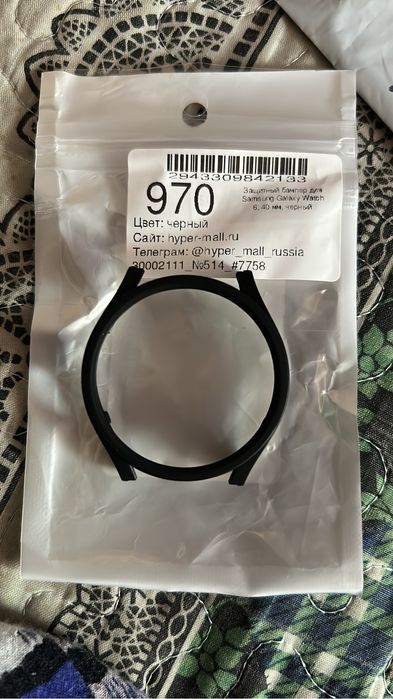 2943309842133
970
Защитный бампер для
Samsung Galaxy Watch
6, 40 мм, черный
Цвет: черный
Сайт: hyper-mall.ru
Телеграм: @hyper_mall_russia
30002111_№514_#7758